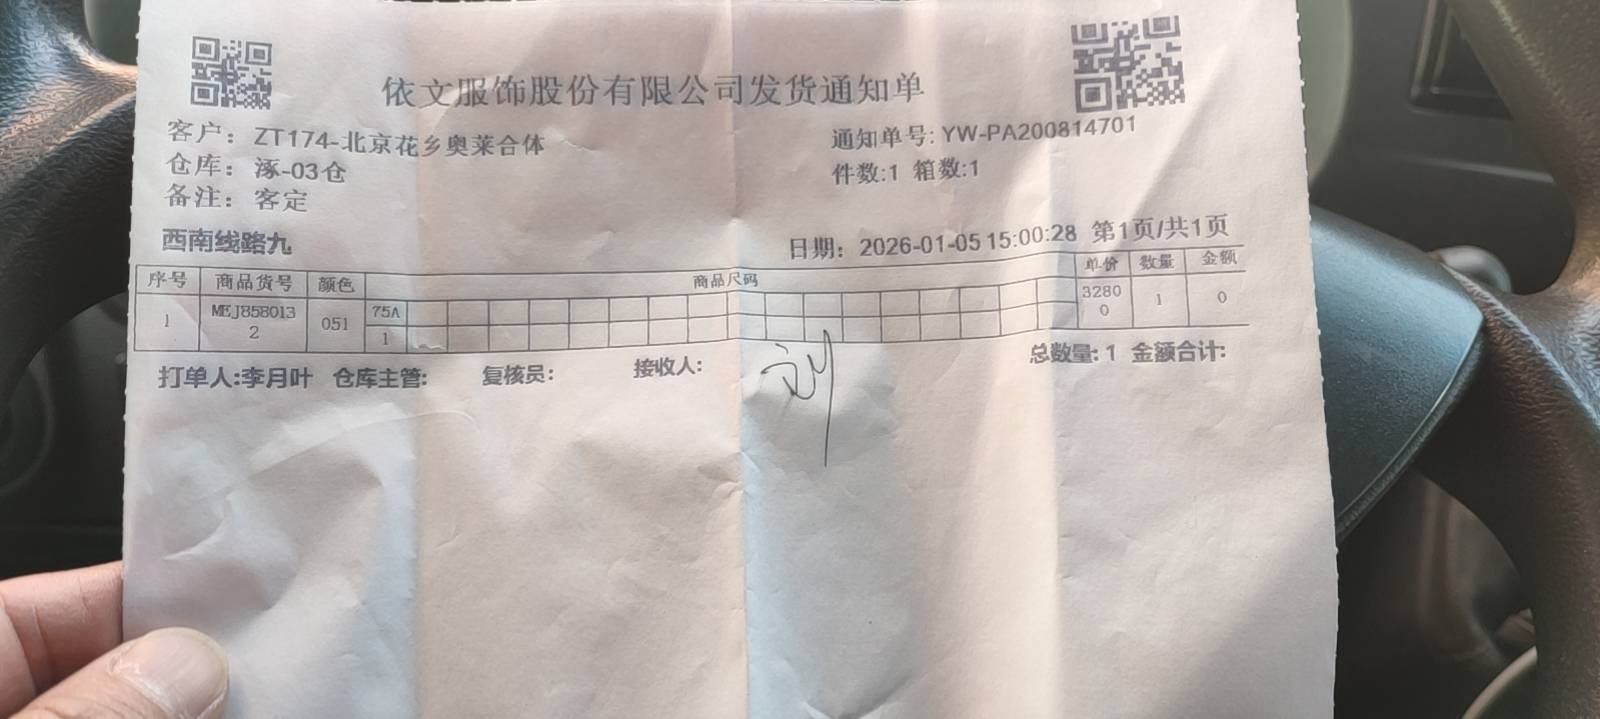 依文服饰股份有限公司发货通知单
客户：ZT174-北京花乡奥莱合体
通知单号:YW-PA200814701
仓库：涿-03仓
件数:1 箱数:1
备注：客定
西南线路九
日期：2026-01-05 15:00:28 第1页/共1页
序号 商品货号 颜色 商品尺码 单价 数量 金额
1 MEJ8580132 051 75A 32800 1 0
1
打单人:李月叶 仓库主管: 复核员: 接收人: 刘 总数量:1 金额合计: